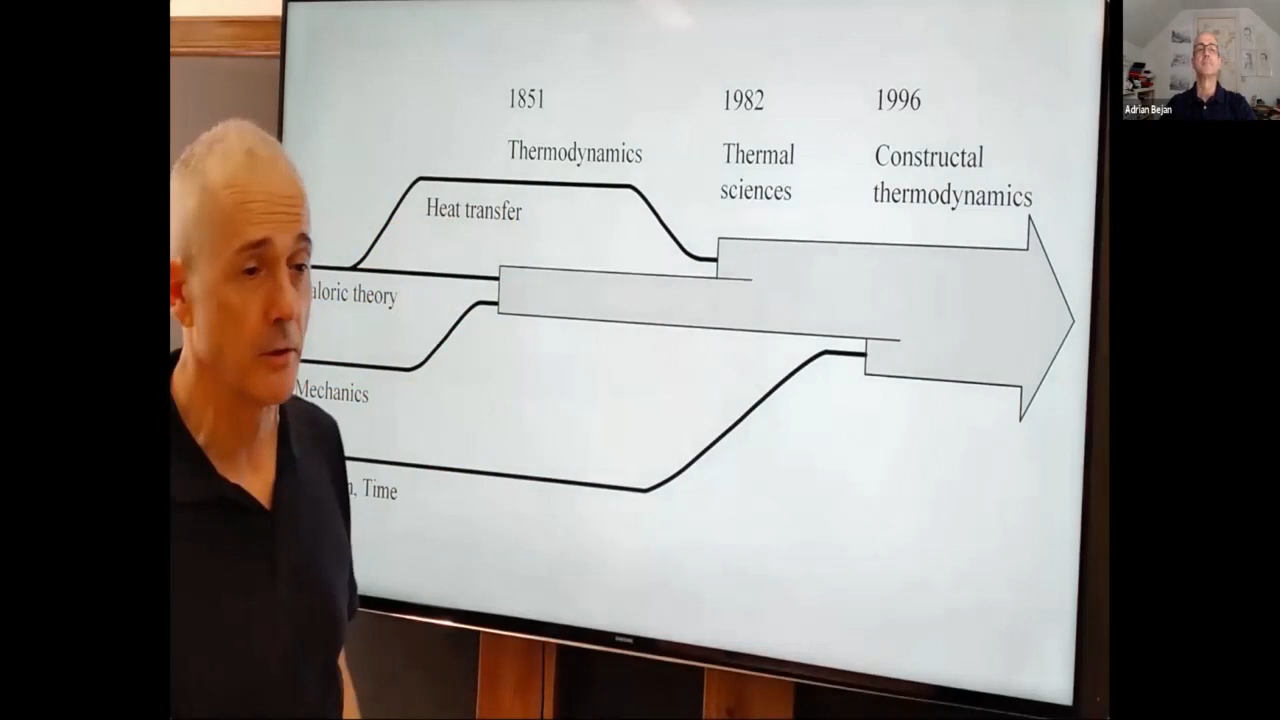 1851
1982
1996
Adrian Bejan
Thermodynamics
Thermal
sciences
Constructal
thermodynamics
Heat transfer
aloric theory
Mechanics
, Time